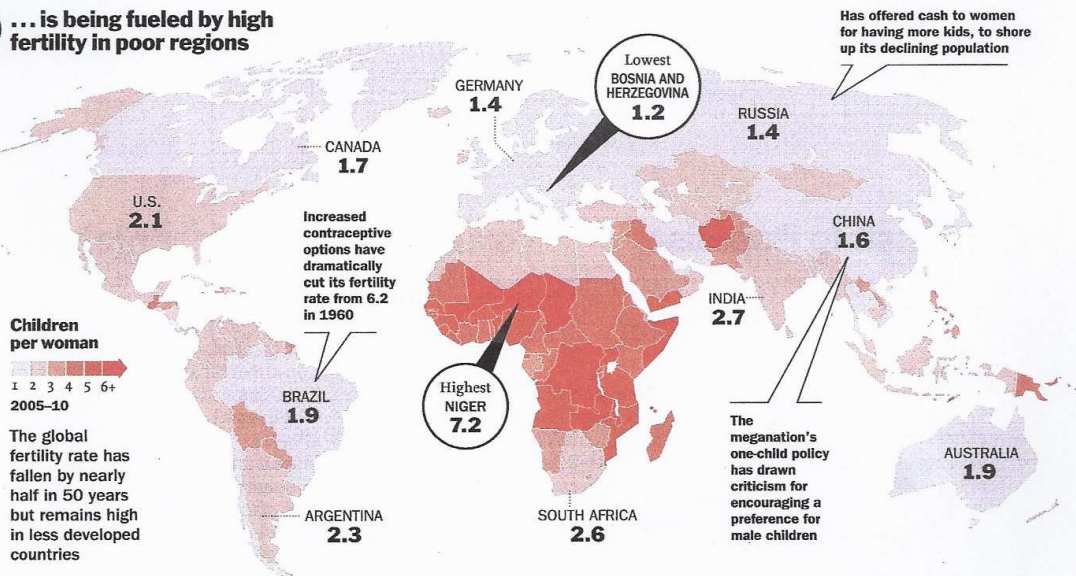 ... is being fueled by high
fertility in poor regions
Has offered cash to women
for having more kids, to shore
up its declining population
Lowest
BOSNIA AND
HERZEGOVINA
1.2
GERMANY
1.4
RUSSIA
1.4
CANADA
1.7
U.S.
2.1
Increased
contraceptive
options have
dramatically
cut its fertility
rate from 6.2
in 1960
CHINA
1.6
INDIA
2.7
Children
per woman
1 2 3 4 5 6+
2005–10
The global
fertility rate has
fallen by nearly
half in 50 years
but remains high
in less developed
countries
BRAZIL
1.9
Highest
NIGER
7.2
The
meganation's
one-child policy
has drawn
criticism for
encouraging a
preference for
male children
AUSTRALIA
1.9
ARGENTINA
2.3
SOUTH AFRICA
2.6